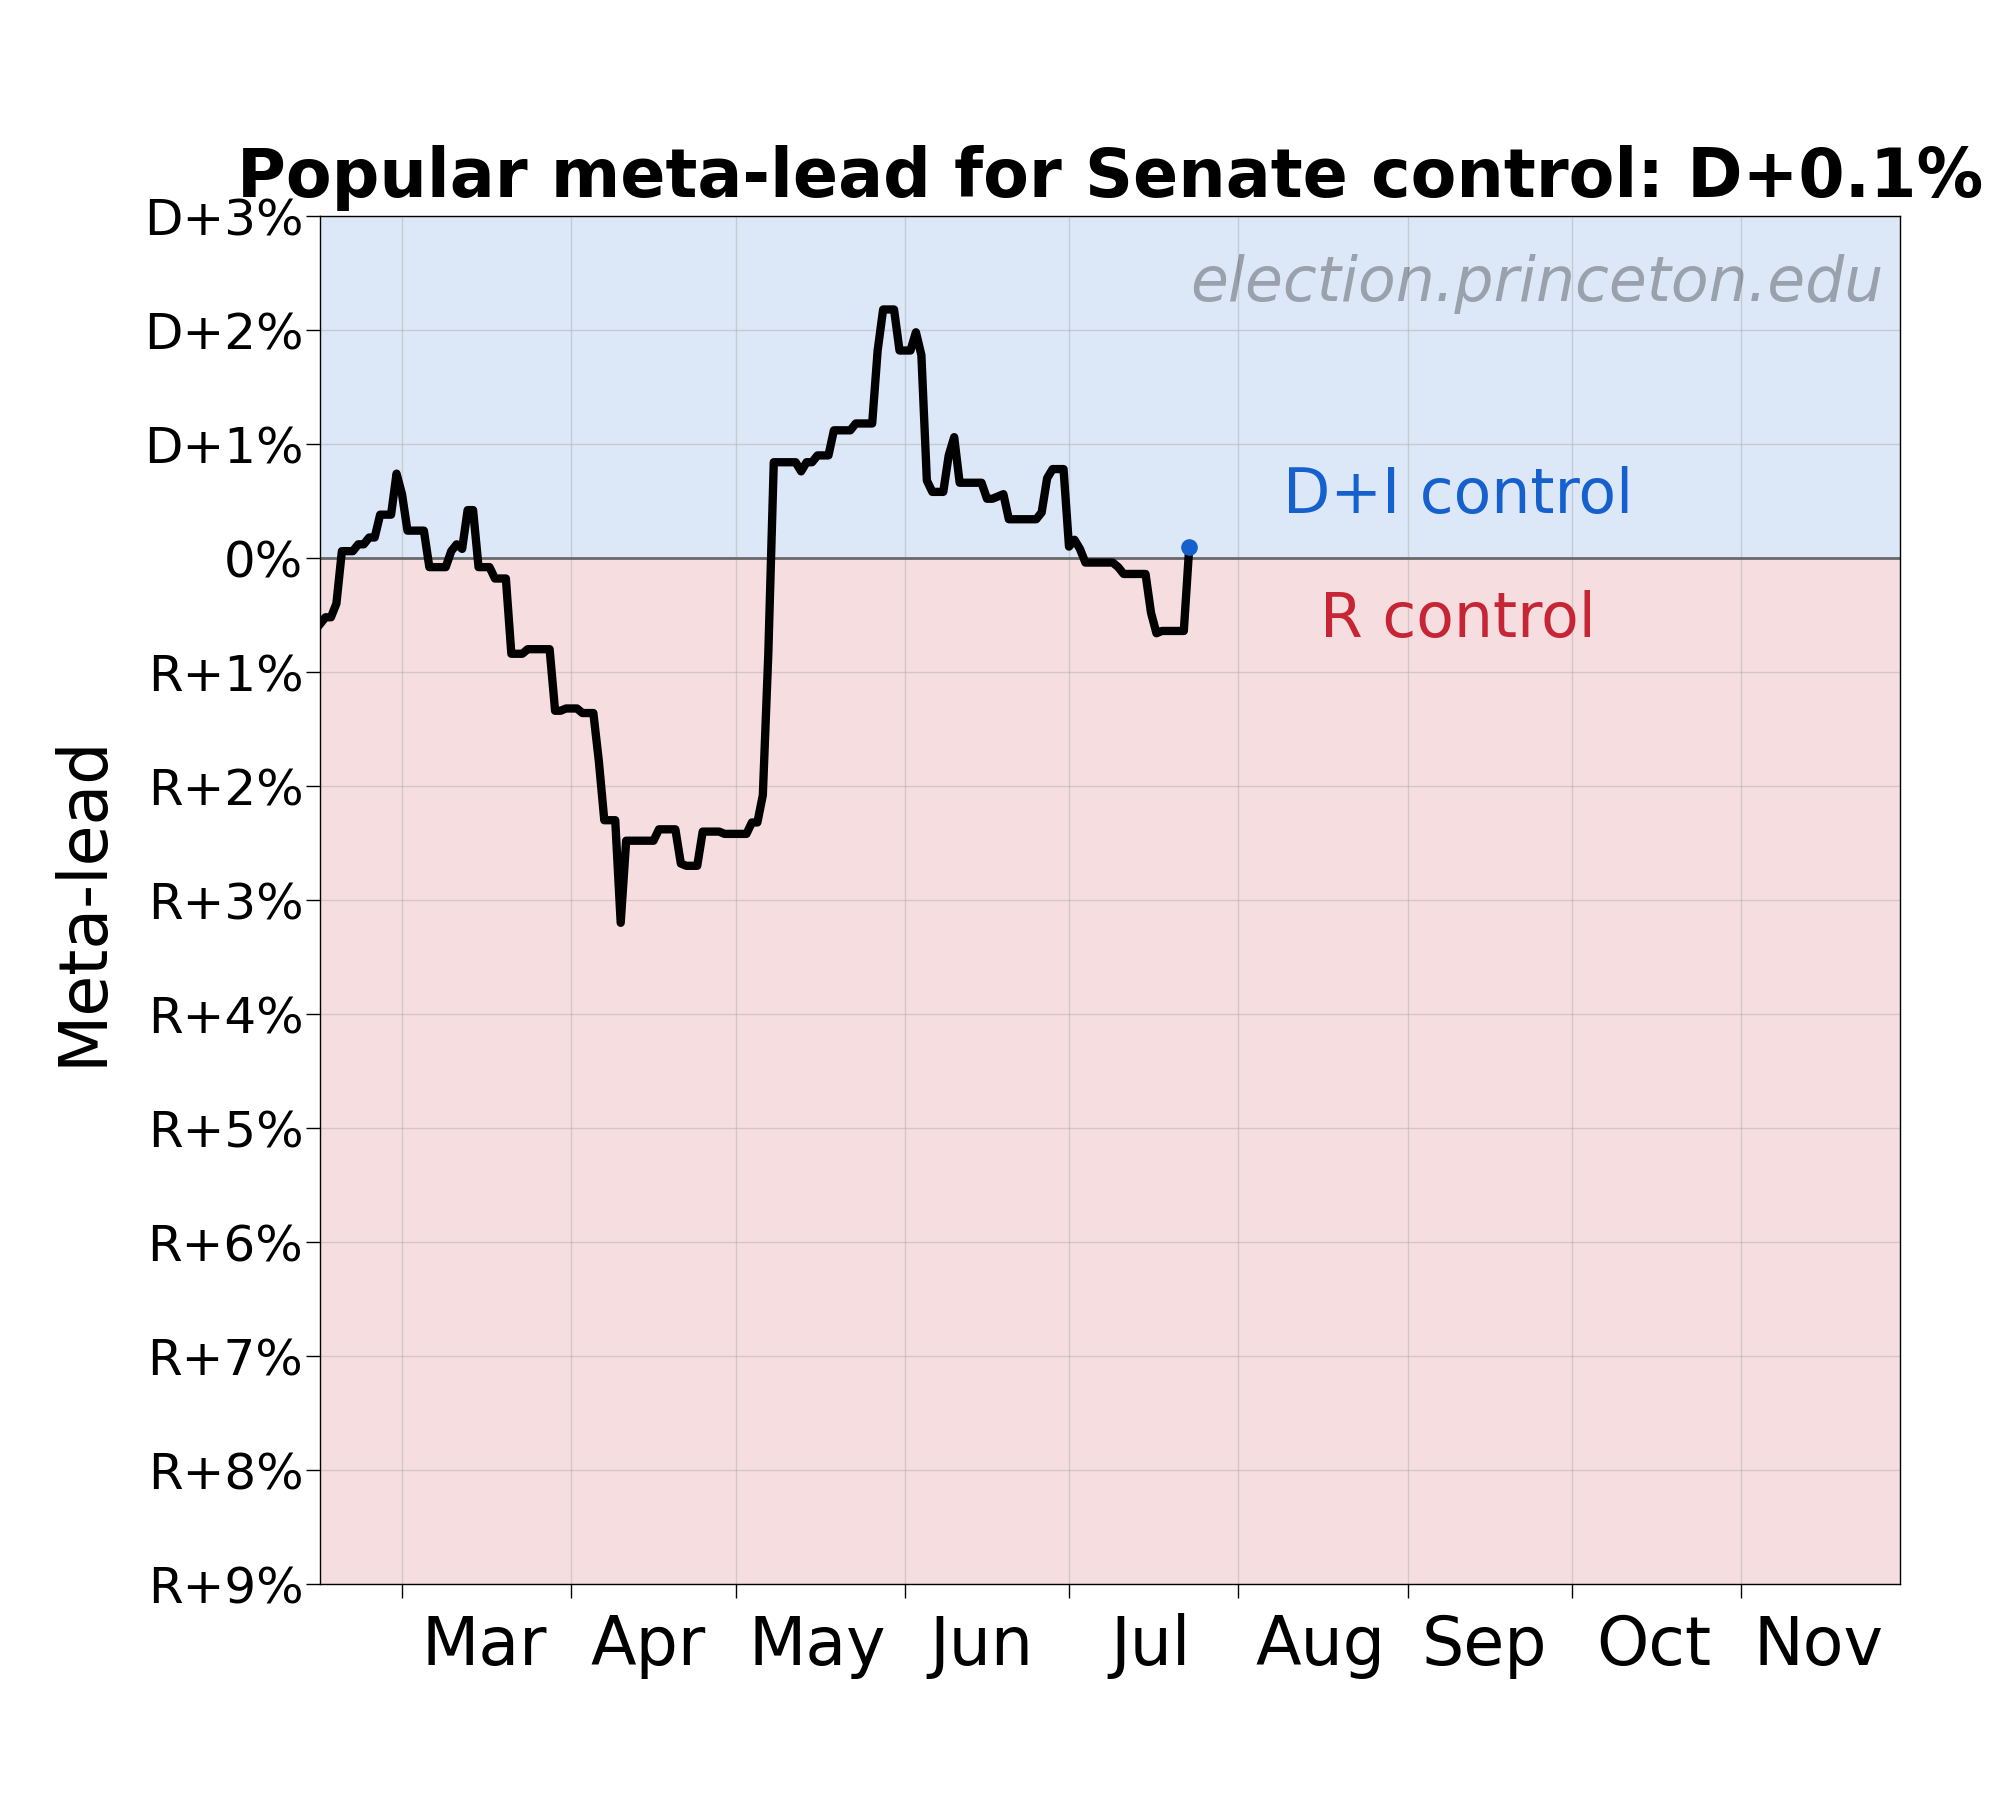 Popular meta-lead for Senate control: D+0.1%
D+3%
election.princeton.edu
D+2%
D+1%
D+I control
0%
R control
R+1%
R+2%
Meta-lead
R+3%
R+4%
R+5%
R+6%
R+7%
R+8%
R+9%
Mar Apr May Jun Jul Aug Sep Oct Nov